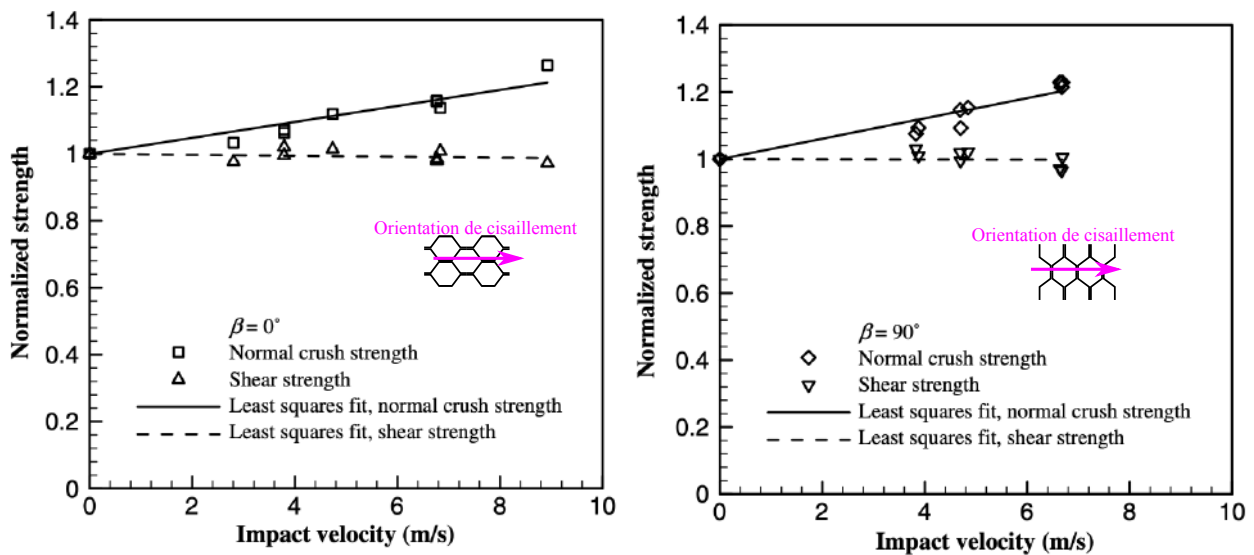 1.4
1.2
1
0.8
0.6
0.4
0.2
0
Normalized strength
Orientation de cisaillement
β = 0°
Normal crush strength
Shear strength
Least squares fit, normal crush strength
Least squares fit, shear strength
0 2 4 6 8 10
Impact velocity (m/s)
1.4
1.2
1
0.8
0.6
0.4
0.2
0
Normalized strength
Orientation de cisaillement
β = 90°
Normal crush strength
Shear strength
Least squares fit, normal crush strength
Least squares fit, shear strength
0 2 4 6 8 10
Impact velocity (m/s)